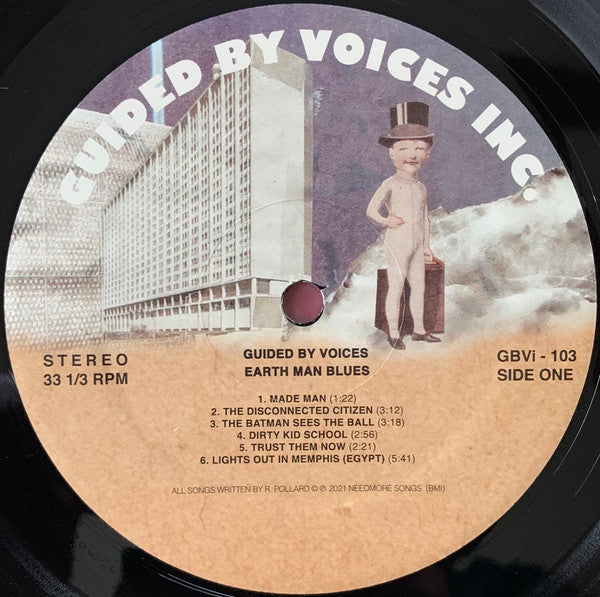 GUIDED BY VOICES INC.
STEREO
33 1/3 RPM
GBVi - 103
SIDE ONE
GUIDED BY VOICES
EARTH MAN BLUES
1. MADE MAN (1:22)
2. THE DISCONNECTED CITIZEN (3:12)
3. THE BATMAN SEES THE BALL (3:18)
4. DIRTY KID SCHOOL (2:56)
5. TRUST THEM NOW (2:21)
6. LIGHTS OUT IN MEMPHIS (EGYPT) (5:41)
ALL SONGS WRITTEN BY R. POLLARD © ℗ 2021 NEEDMORE SONGS (BMI)